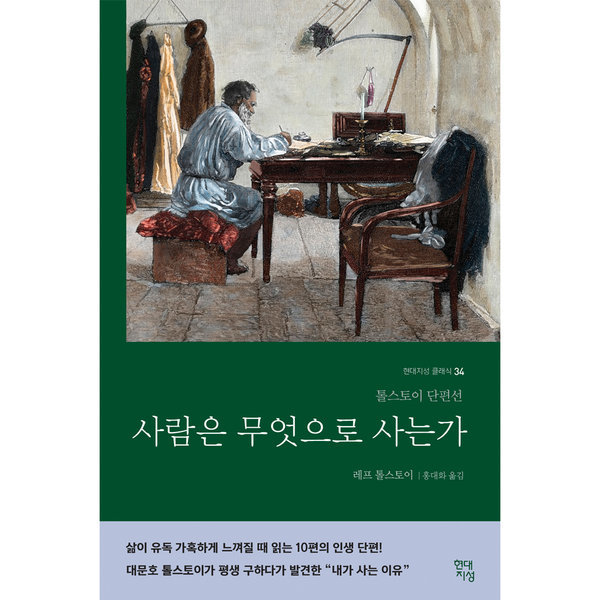 현대지성 클래식 34
톨스토이 단편선
사람은 무엇으로 사는가
레프 톨스토이 | 홍대화 옮김
삶이 유독 가혹하게 느껴질 때 읽는 10편의 인생 단편!
대문호 톨스토이가 평생 구하다가 발견한 “내가 사는 이유”
현대
지성